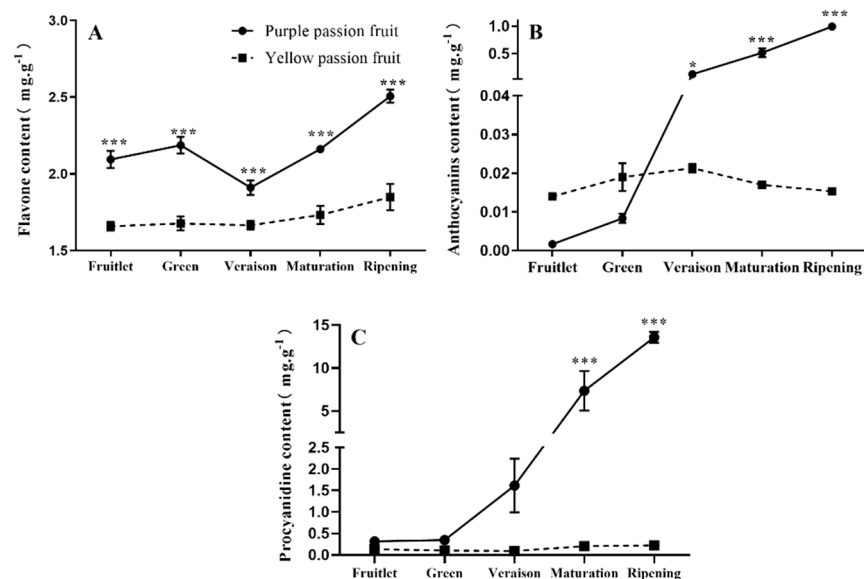 A
Purple passion fruit
Yellow passion fruit
Flavone content( mg.g-1)
3.0
2.5
2.0
1.5
***
***
***
***
***
Fruitlet Green Veraison Maturation Ripening
B
Anthocyanins content( mg.g-1)
1.0
0.5
0.04
0.03
0.02
0.01
0.00
*
***
***
Fruitlet Green Veraison Maturation Ripening
C
Procyanidine content( mg.g-1)
15
10
5
2.5
2.0
1.5
1.0
0.5
0.0
***
***
Fruitlet Green Veraison Maturation Ripening